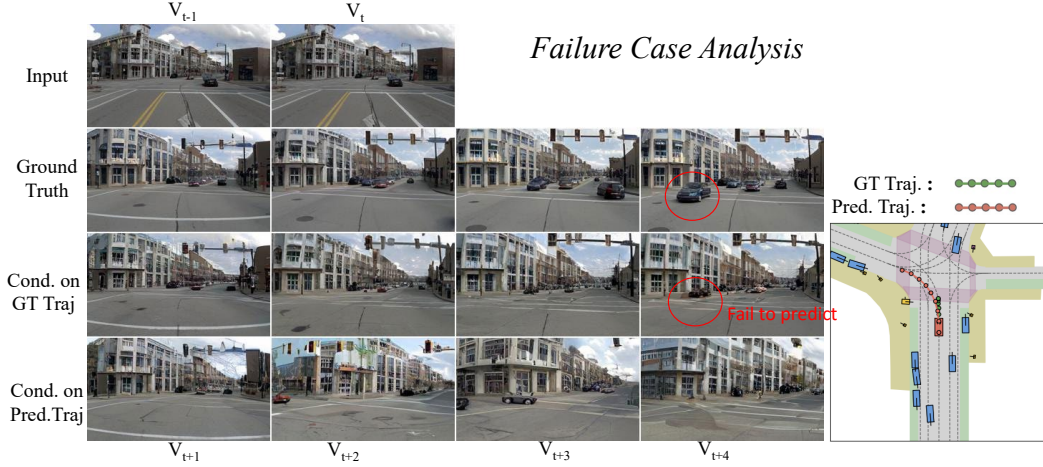 V_{t-1} V_t
Failure Case Analysis
Input
Ground
Truth
GT Traj. :
Pred. Traj. :
Cond. on
GT Traj
Fail to predict
Cond. on
Pred.Traj
V_{t+1} V_{t+2} V_{t+3} V_{t+4}